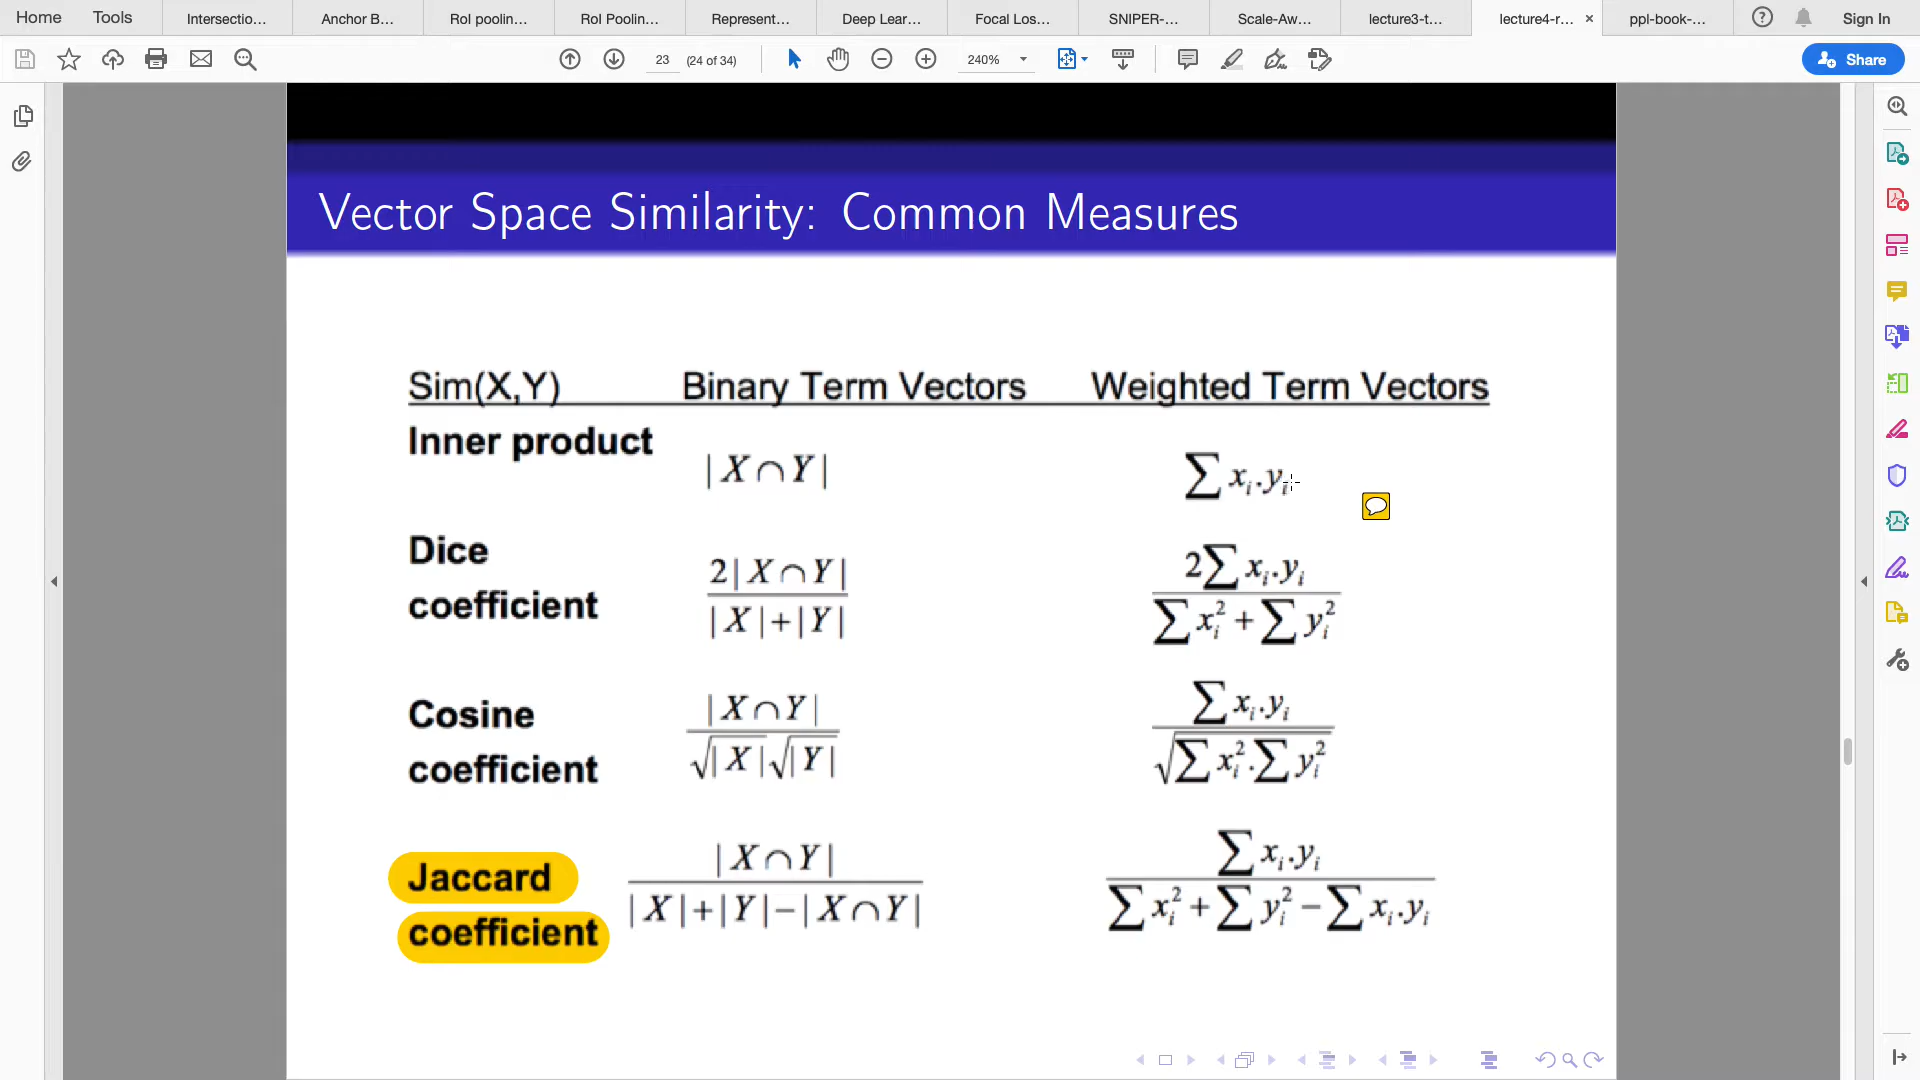 Home Tools Intersectio... Anchor B... RoI poolin... RoI Poolin... Represent... Deep Lear... Focal Los... SNIPER-... Scale-Aw... lecture3-t... lecture4-r... × ppl-book-... Sign In
23 (24 of 34) 240% Share
Vector Space Similarity: Common Measures
Sim(X,Y) Binary Term Vectors Weighted Term Vectors
Inner product |X∩Y| ∑ xᵢ.yᵢ
Dice coefficient 2|X∩Y| / |X|+|Y| 2∑ xᵢ.yᵢ / ∑ xᵢ² + ∑ yᵢ²
Cosine coefficient |X∩Y| / √|X|√|Y| ∑ xᵢ.yᵢ / √(∑ xᵢ².∑ yᵢ²)
Jaccard coefficient |X∩Y| / |X|+|Y|−|X∩Y| ∑ xᵢ.yᵢ / ∑ xᵢ² + ∑ yᵢ² − ∑ xᵢ.yᵢ